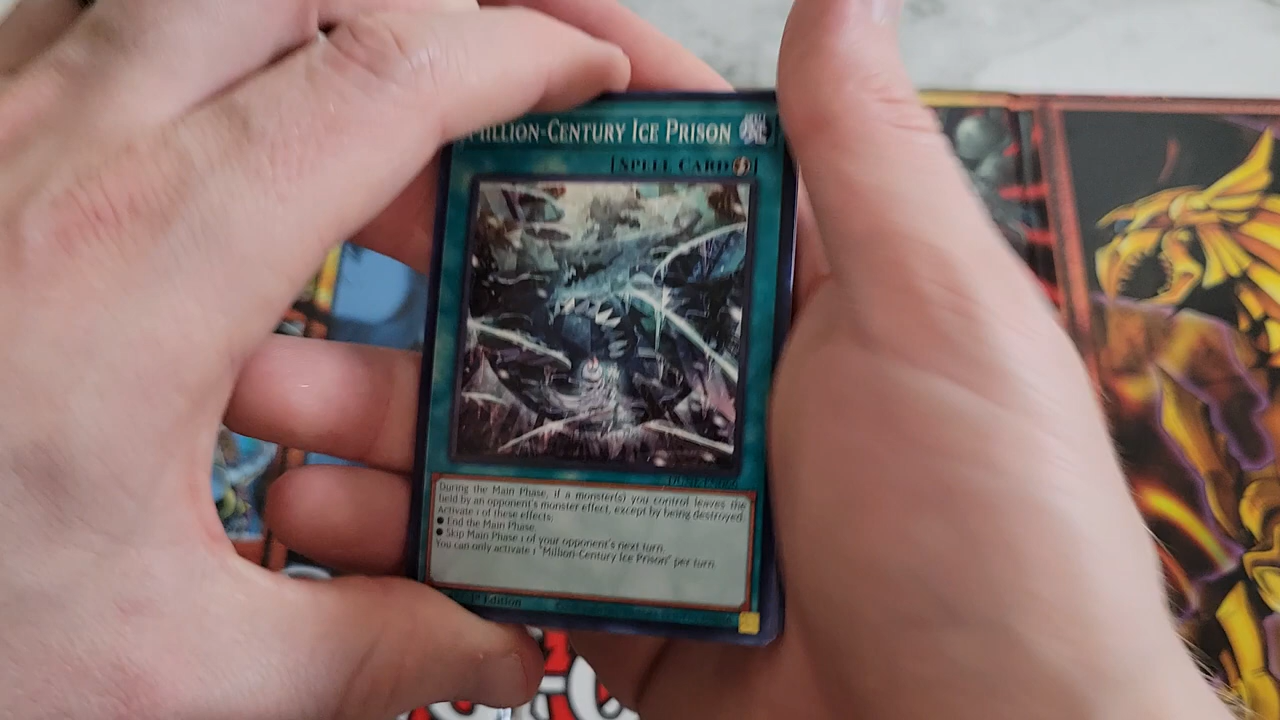 Million-Century Ice Prison
[SPELL CARD]
During the Main Phase, if a monster(s) you control leaves the
field by an opponent's monster effect, except by being destroyed:
Activate 1 of these effects;
● End the Main Phase.
● Skip Main Phase 1 of your opponent's next turn.
You can only activate 1 "Million-Century Ice Prison" per turn.
1st Edition